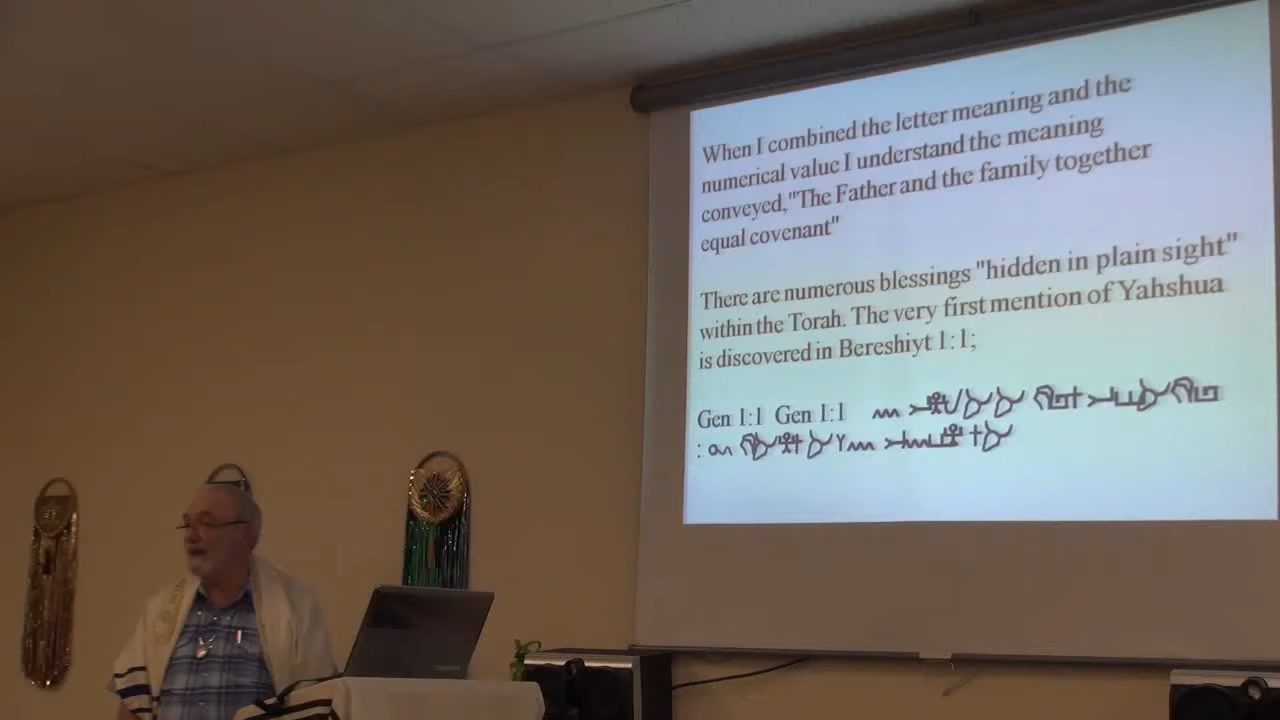 When I combined the letter meaning and the
numerical value I understand the meaning
conveyed,"The Father and the family together
equal covenant"
There are numerous blessings "hidden in plain sight"
within the Torah. The very first mention of Yahshua
is discovered in Bereshiyt 1:1;
Gen 1:1 Gen 1:1